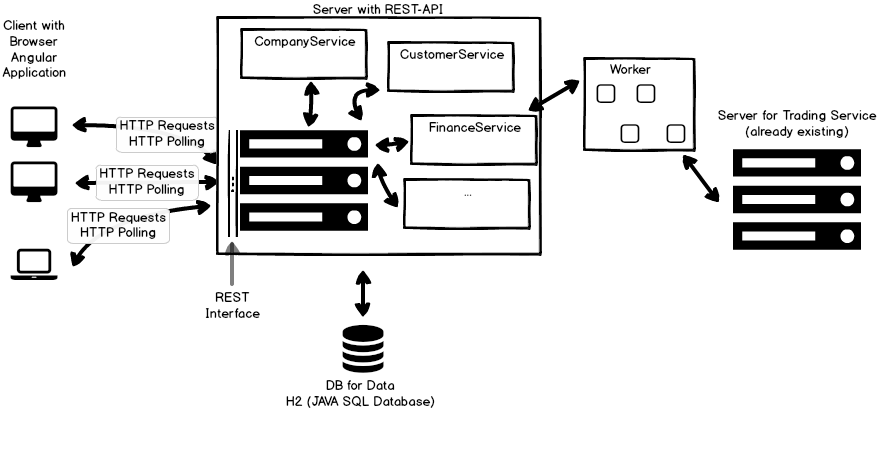 Server with REST-API
Client with
Browser
Angular
Application
CompanyService
CustomerService
Worker
HTTP Requests
HTTP Polling
FinanceService
Server for Trading Service
(already existing)
HTTP Requests
HTTP Polling
...
HTTP Requests
HTTP Polling
REST
Interface
DB for Data
H2 (JAVA SQL Database)